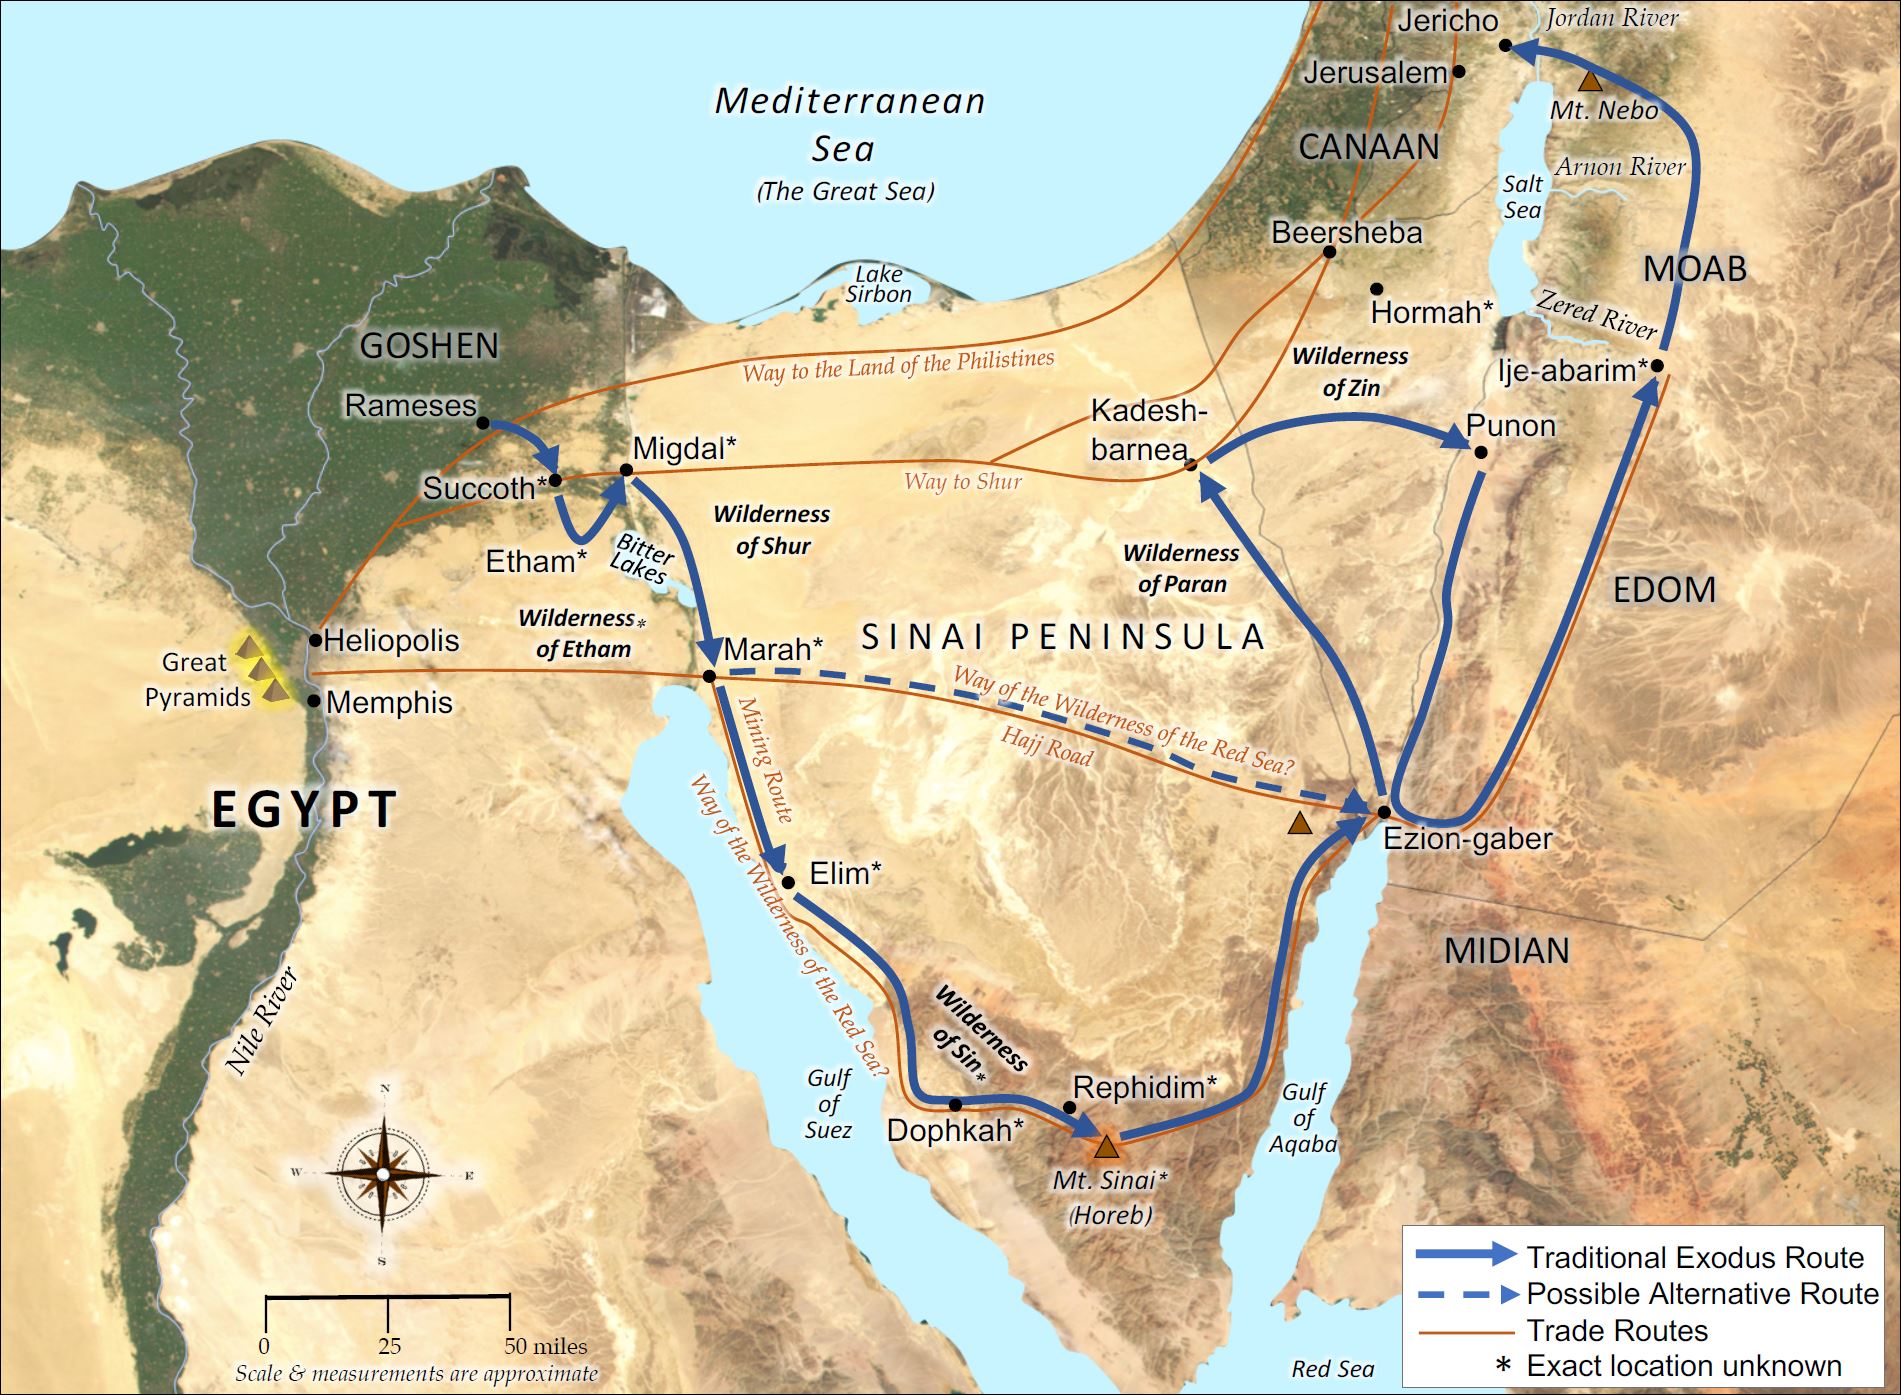 Jericho
Jordan River
Jerusalem
Mt. Nebo
Mediterranean
Sea
(The Great Sea)
CANAAN
Arnon River
Salt
Sea
Beersheba
MOAB
Lake
Sirbon
Hormah*
Zered River
GOSHEN
Way to the Land of the Philistines
Wilderness
of Zin
Ije-abarim*
Rameses
Kadesh-
barnea
Punon
Migdal*
Succoth*
Way to Shur
Wilderness
of Shur
Etham*
Bitter
Lakes
Wilderness
of Paran
EDOM
Wilderness*
of Etham
Heliopolis
Marah*
SINAI PENINSULA
Great
Pyramids
Memphis
Way of the Wilderness of the Red Sea?
Hajj Road
Mining Route
EGYPT
Way of the Wilderness of the Red Sea?
Ezion-gaber
Elim*
MIDIAN
Nile River
Wilderness
of Sin*
Gulf
of
Suez
Rephidim*
Gulf
of
Aqaba
Dophkah*
Mt. Sinai*
(Horeb)
N
W
E
S
0
25
50 miles
Scale & measurements are approximate
Red Sea
Traditional Exodus Route
Possible Alternative Route
Trade Routes
* Exact location unknown